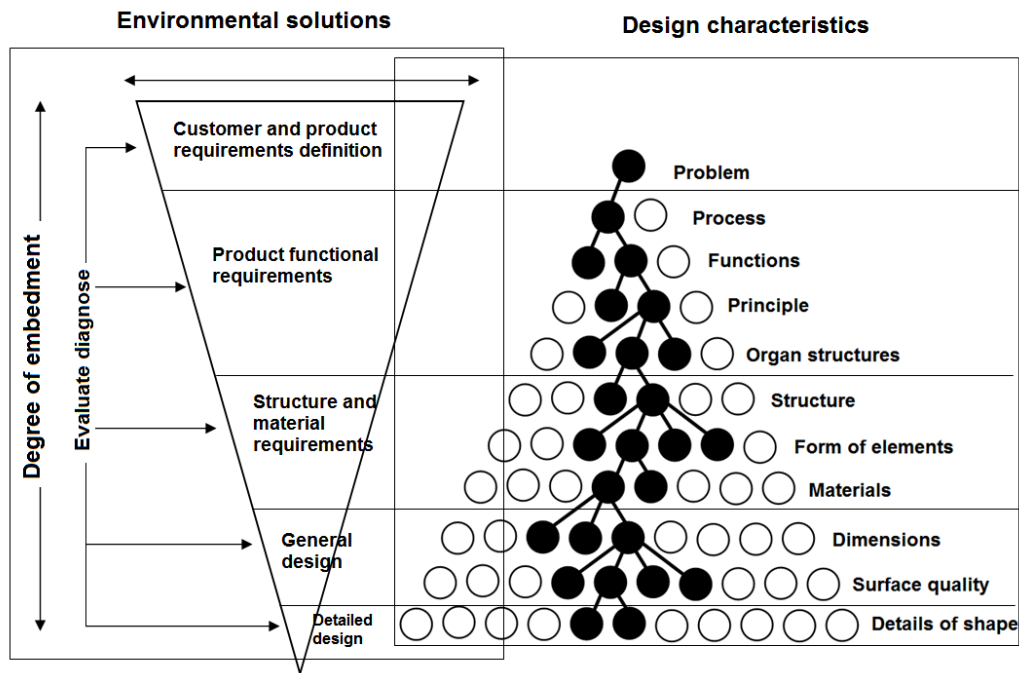 Environmental solutions
Design characteristics
Degree of embedment
Evaluate diagnose
Customer and product
requirements definition
Product functional
requirements
Structure and
material
requirements
General
design
Detailed
design
Problem
Process
Functions
Principle
Organ structures
Structure
Form of elements
Materials
Dimensions
Surface quality
Details of shape